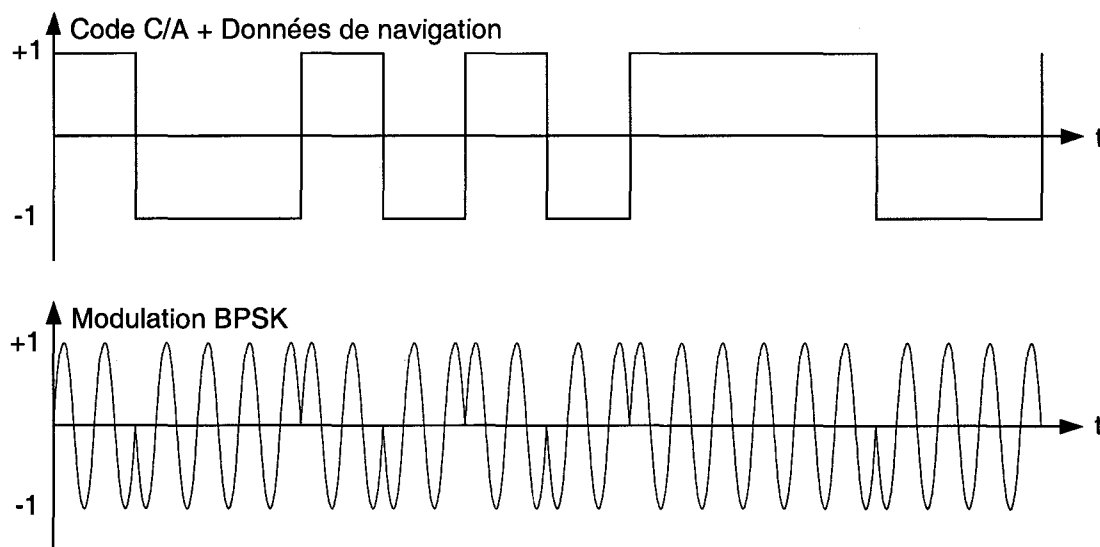 Code C/A + Données de navigation
+1
t
-1
Modulation BPSK
+1
t
-1